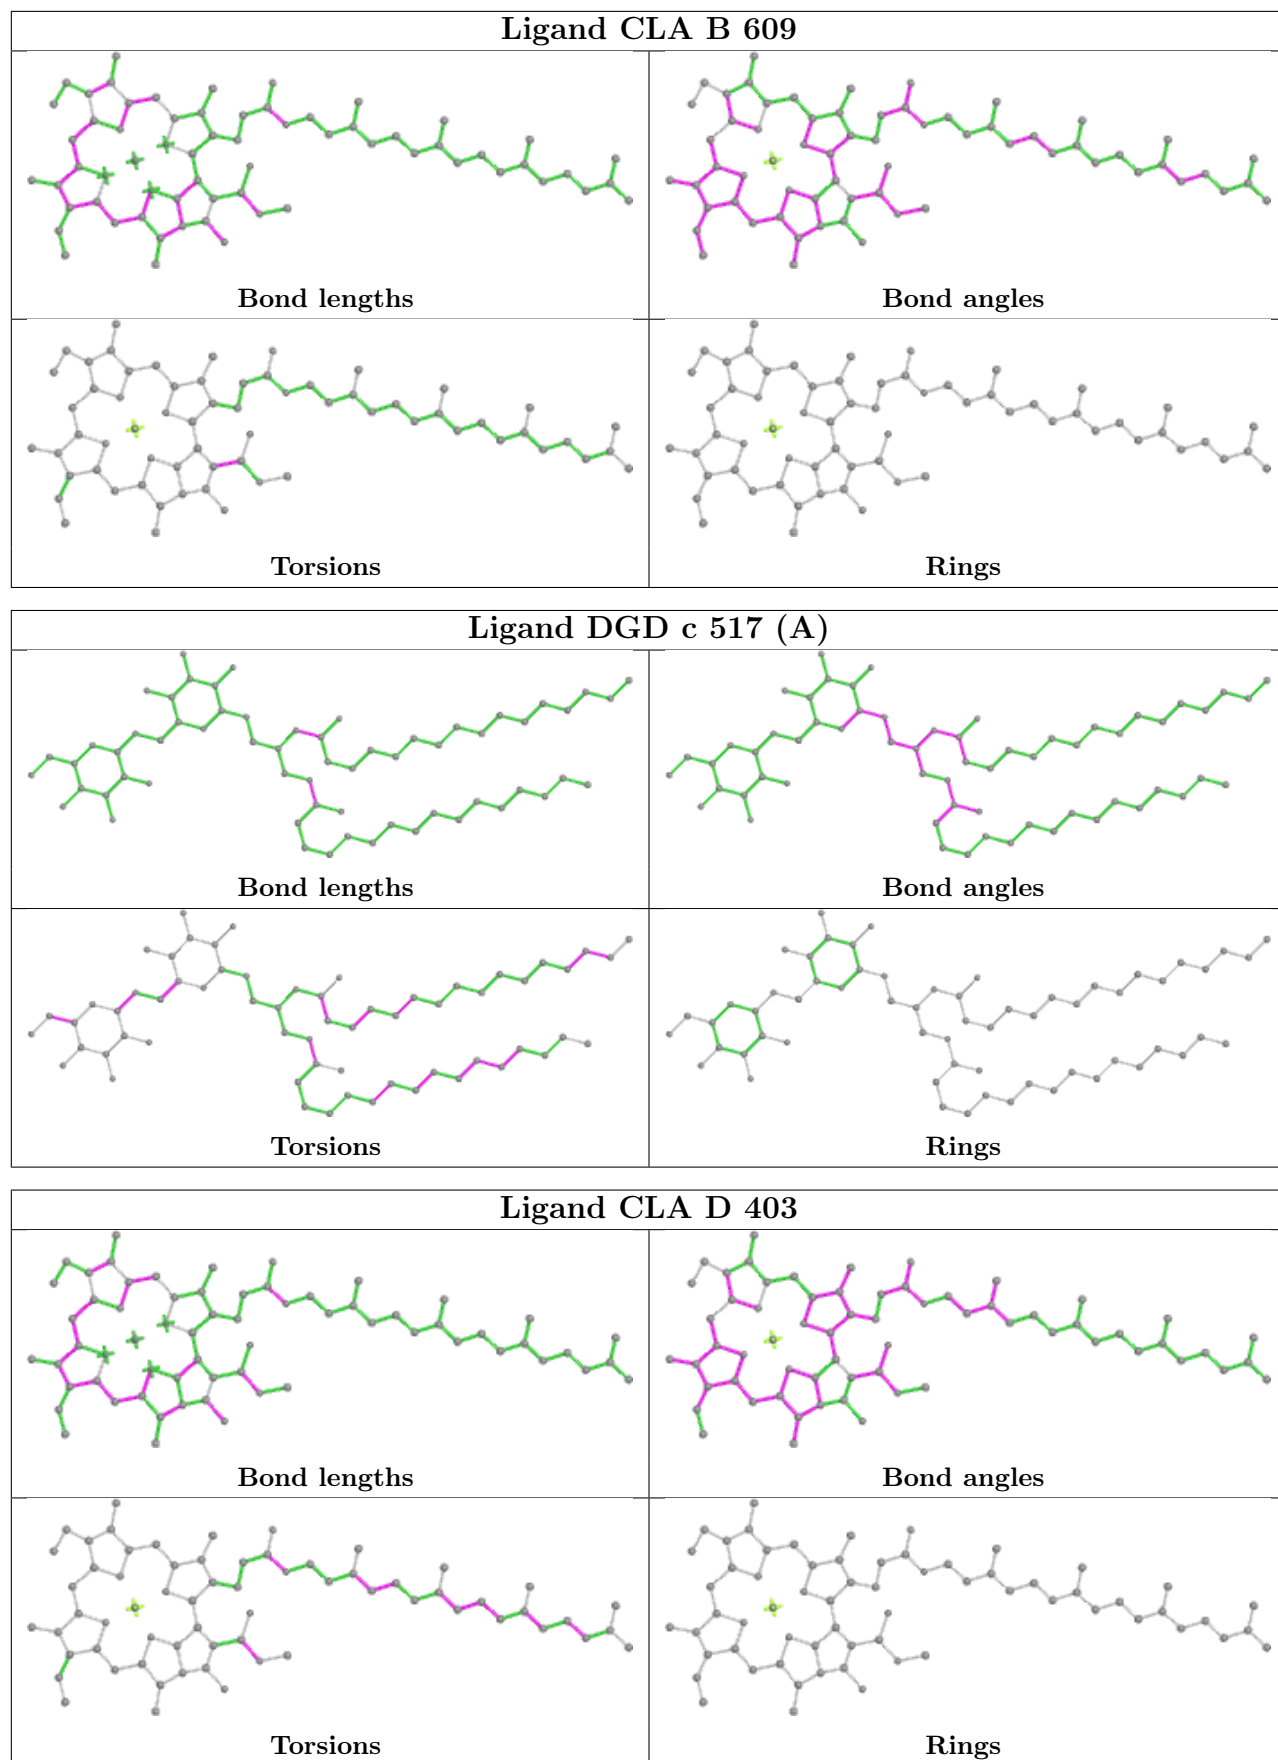 Ligand CLA B 609
Bond lengths
Bond angles
Torsions
Rings
Ligand DGD c 517 (A)
Bond lengths
Bond angles
Torsions
Rings
Ligand CLA D 403
Bond lengths
Bond angles
Torsions
Rings